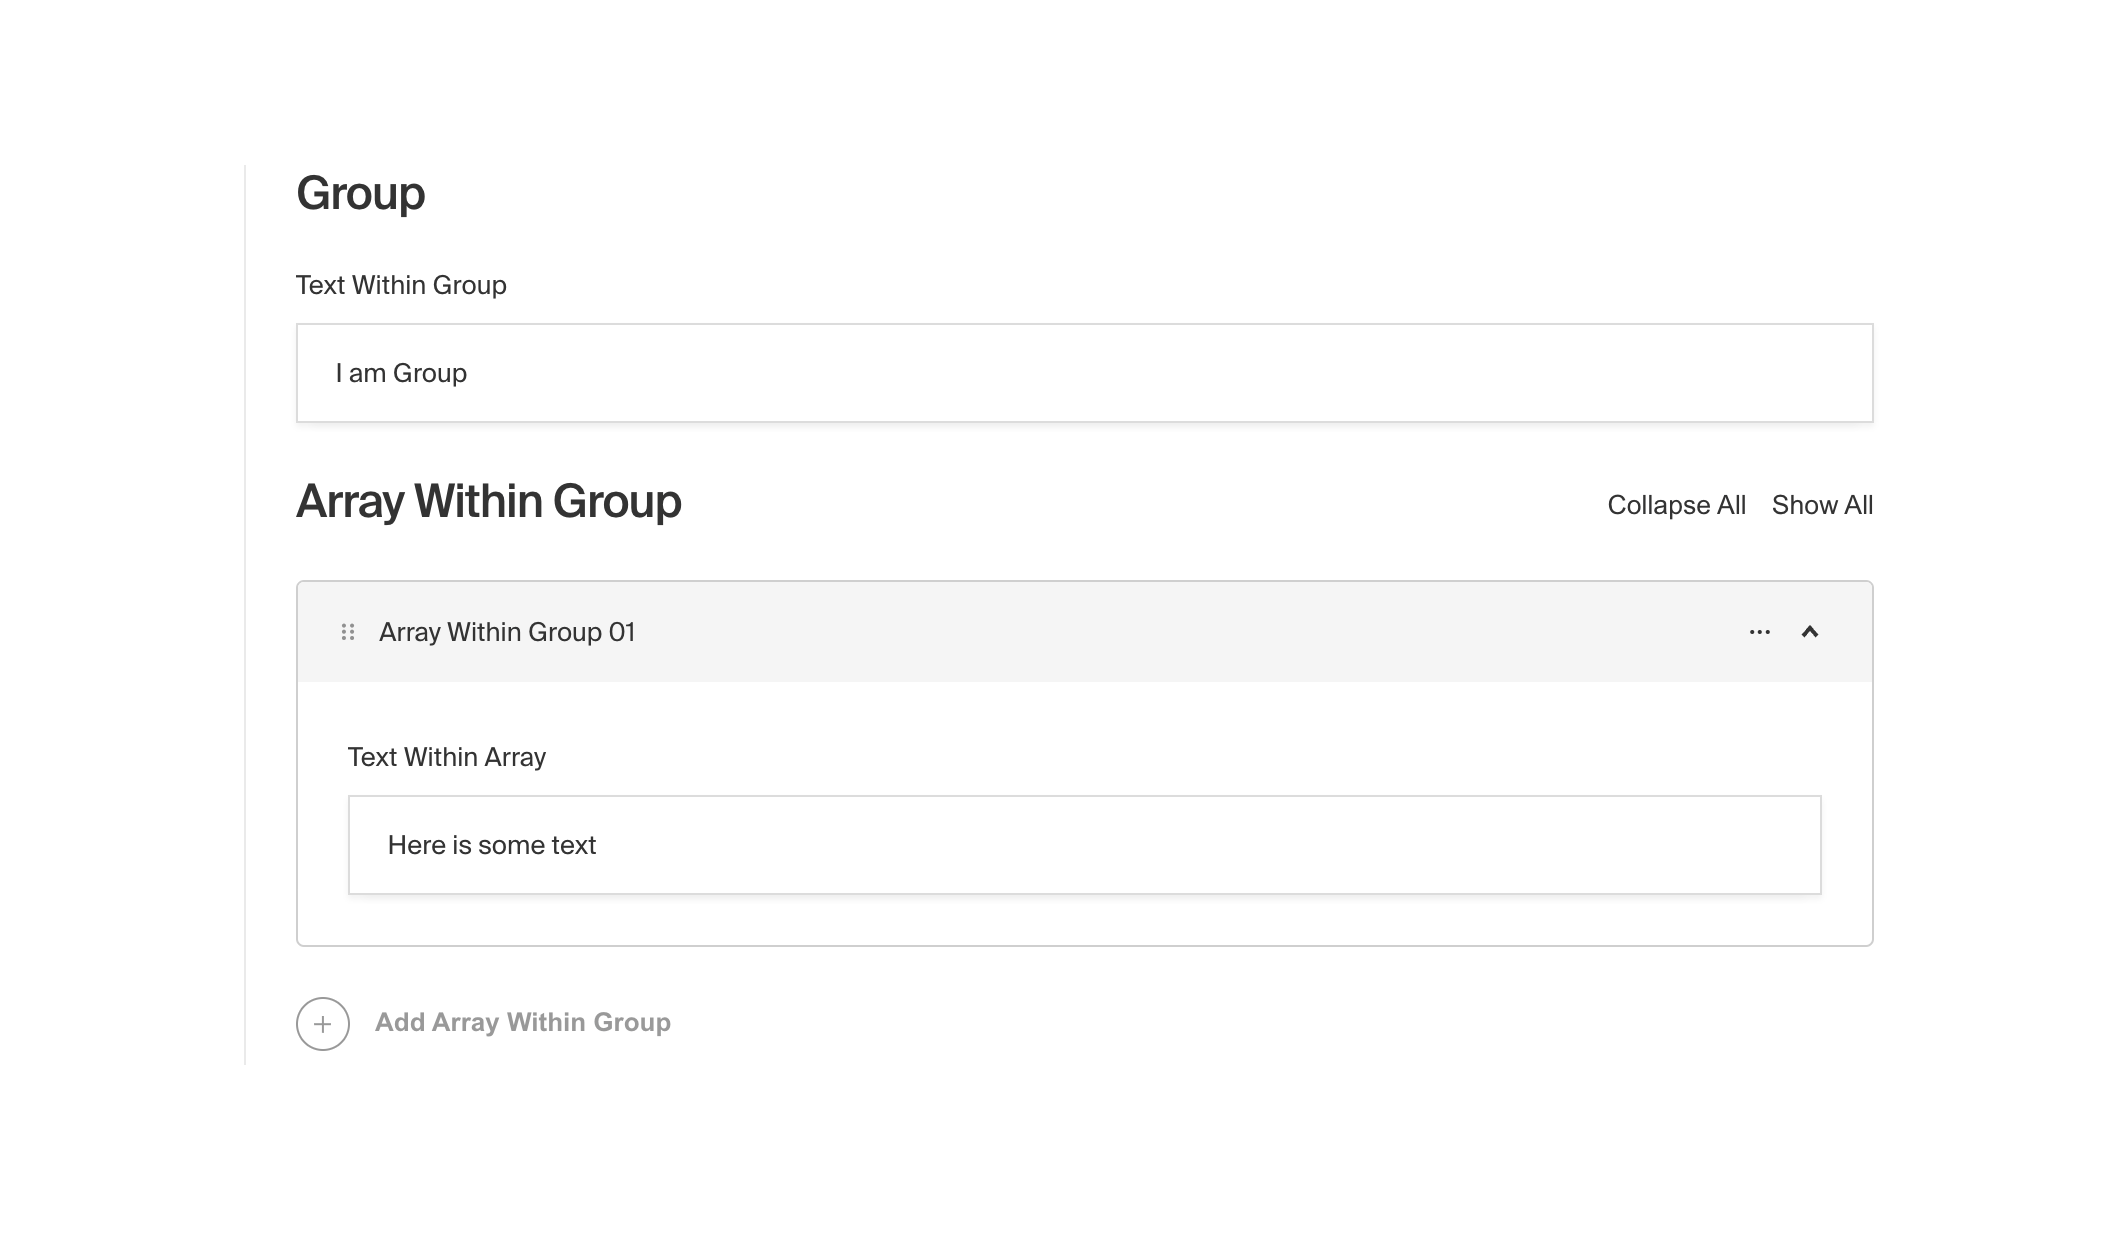 Group
Text Within Group
I am Group
Array Within Group
Collapse All Show All
Array Within Group 01
Text Within Array
Here is some text
Add Array Within Group